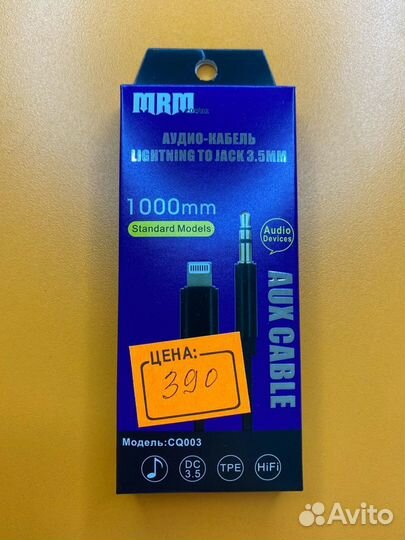 MRM
АУДИО-КАБЕЛЬ
LIGHTNING TO JACK 3.5MM
1000mm
Standard Models
Audio
Devices
AUX CABLE
ЦЕНА:
390
Модель:CQ003
DC
3.5
TPE
HiFi
Avito